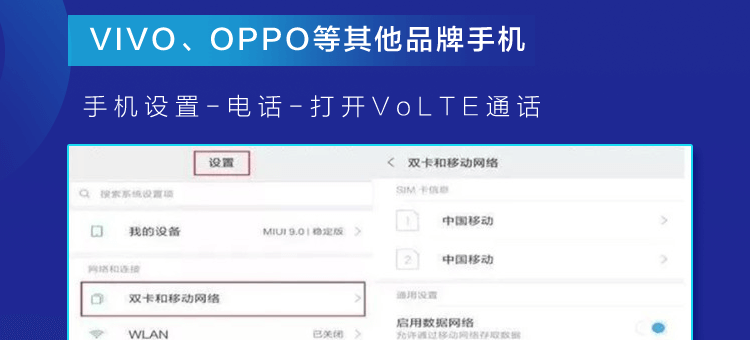 VIVO、OPPO等其他品牌手机
手机设置-电话-打开VoLTE通话
设置
搜索系统设置项
我的设备 MIUI 9.0 | 稳定版
网络和连接
双卡和移动网络
WLAN 已关闭
双卡和移动网络
SIM 卡信息
1 中国移动
2 中国移动
通用设置
启用数据网络
允许通过移动网络存取数据